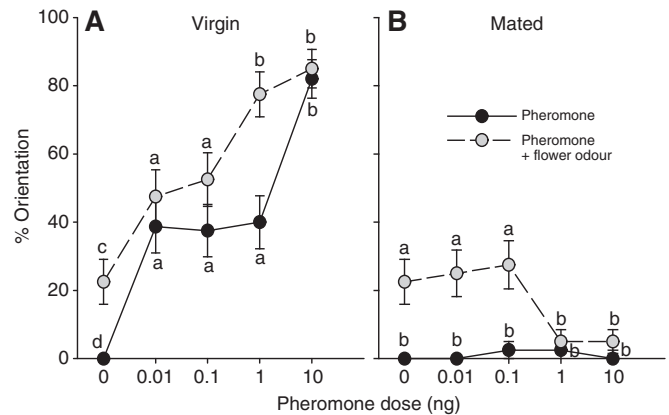 A Virgin
B Mated
% Orientation
100
80
60
40
20
0
d
c
a
a
a
a
a
b
b
b
a
a
a
b
b
b
b
b
b
b
b
Pheromone
Pheromone
+ flower odour
0 0.01 0.1 1 10
0 0.01 0.1 1 10
Pheromone dose (ng)